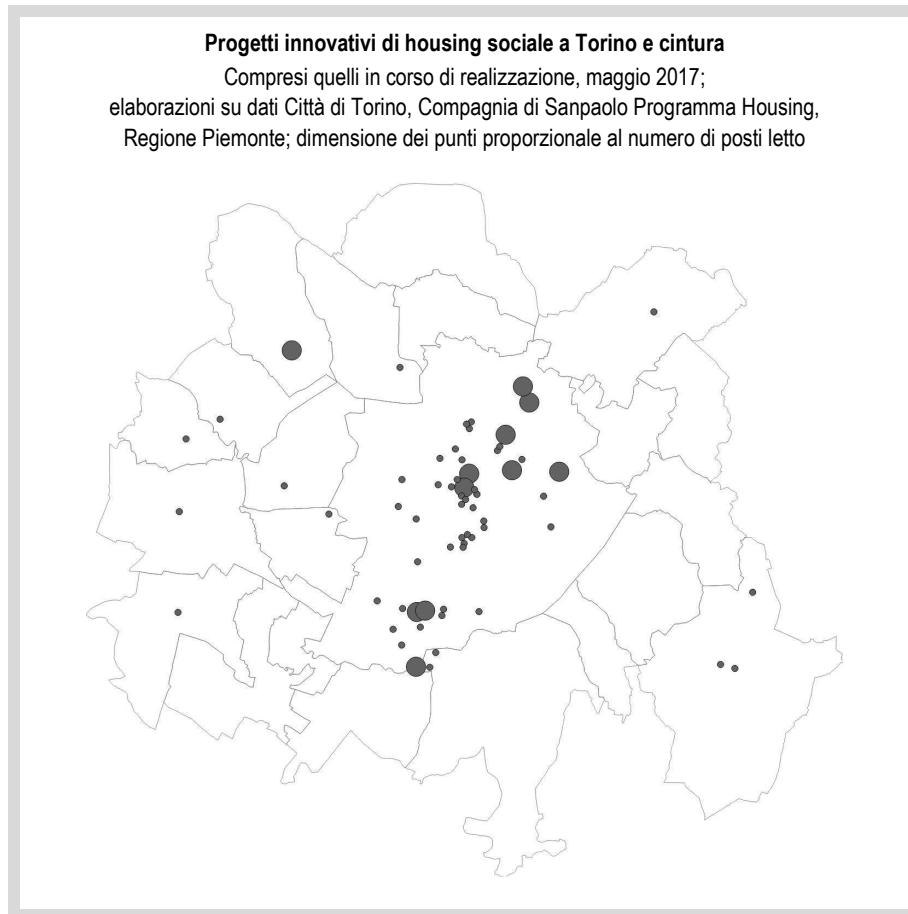 Progetti innovativi di housing sociale a Torino e cintura
Compresi quelli in corso di realizzazione, maggio 2017;
elaborazioni su dati Città di Torino, Compagnia di Sanpaolo Programma Housing,
Regione Piemonte; dimensione dei punti proporzionale al numero di posti letto